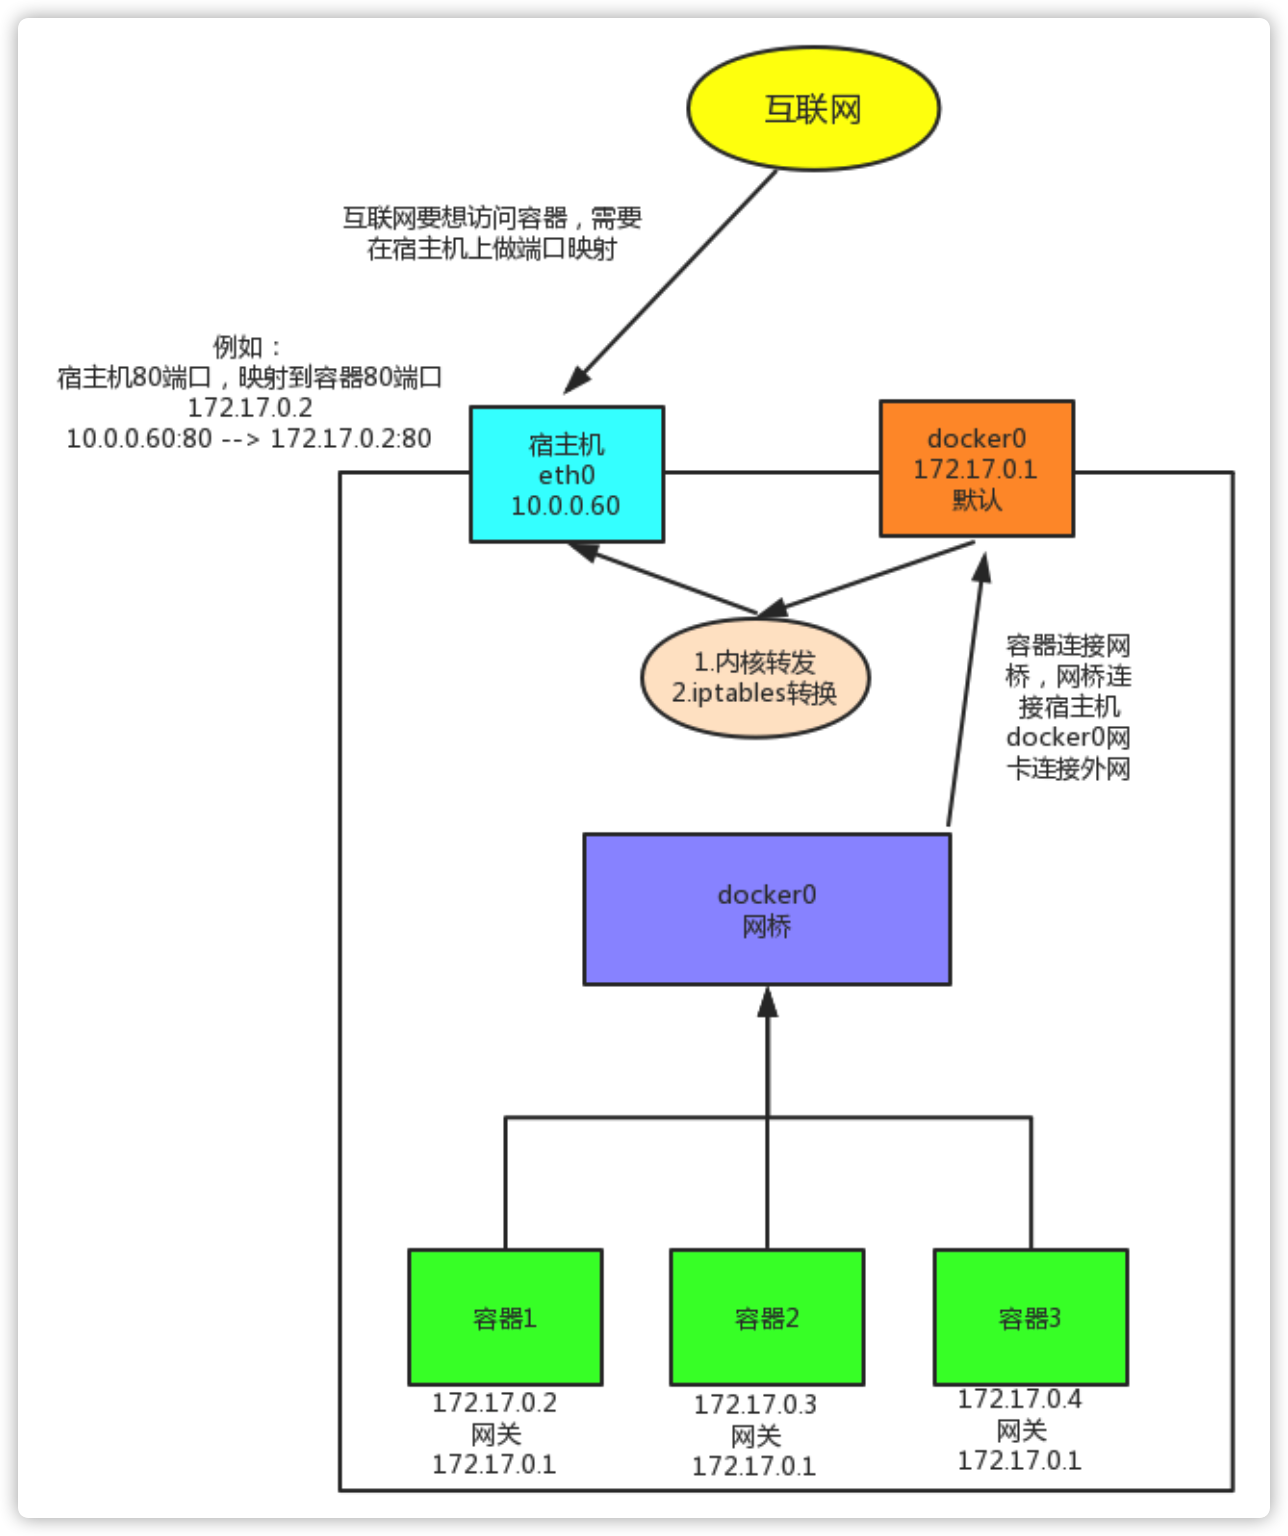 互联网
互联网要想访问容器，需要
在宿主机上做端口映射
例如：
宿主机80端口，映射到容器80端口
172.17.0.2
10.0.0.60:80 --> 172.17.0.2:80
宿主机
eth0
10.0.0.60
docker0
172.17.0.1
默认
1.内核转发
2.iptables转换
容器连接网
桥，网桥连
接宿主机
docker0网
卡连接外网
docker0
网桥
容器1
172.17.0.2
网关
172.17.0.1
容器2
172.17.0.3
网关
172.17.0.1
容器3
172.17.0.4
网关
172.17.0.1